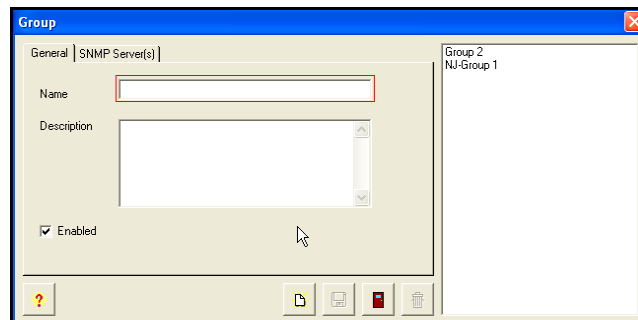 Group
General SNMP Server(s)
Name
Description
Enabled
?
Group 2
NJ-Group 1